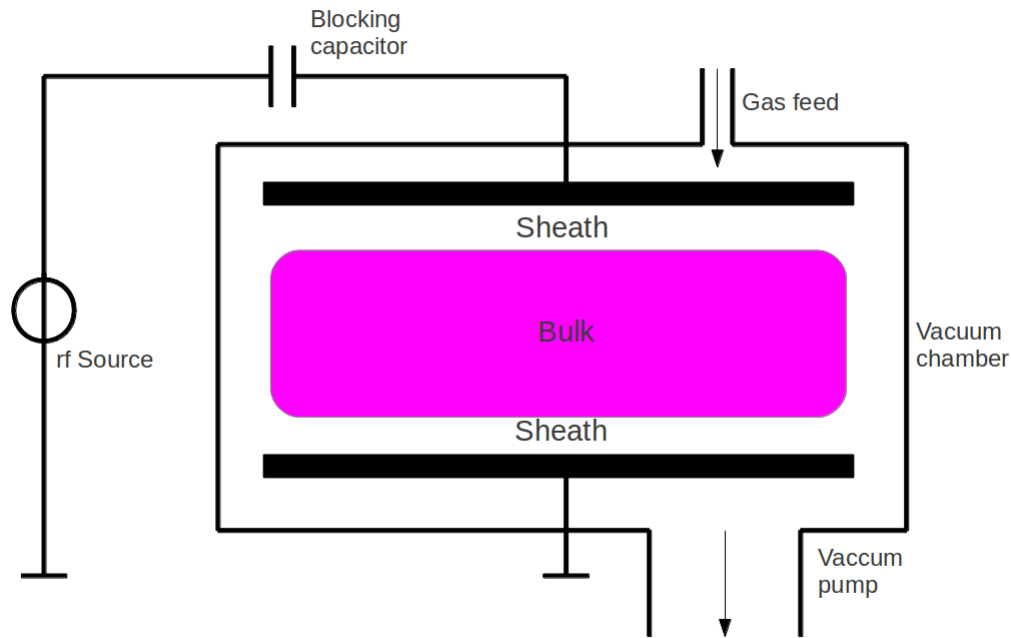 Blocking
capacitor
Gas feed
Sheath
Bulk
Vacuum
chamber
rf Source
Sheath
Vaccum
pump